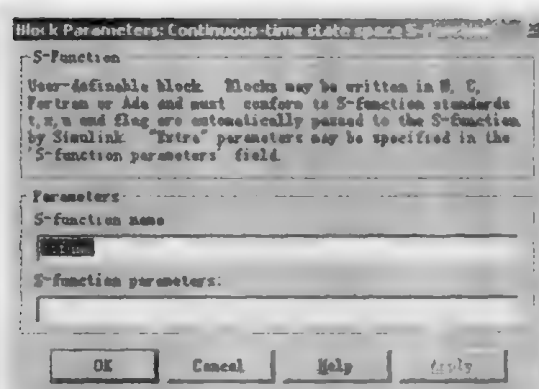 Block Parameters: Continuous-time state space S-Function
S-Function
User-definable block. Blocks may be written in M, C,
Fortran or Ada and must conform to S-function standards
t,x,u and flag are automatically passed to the S-function
by Simulink. "Extra" parameters may be specified in the
'S-function parameters' field.
Parameters
S-function name
S-function parameters:
OK
Cancel
Help
Apply